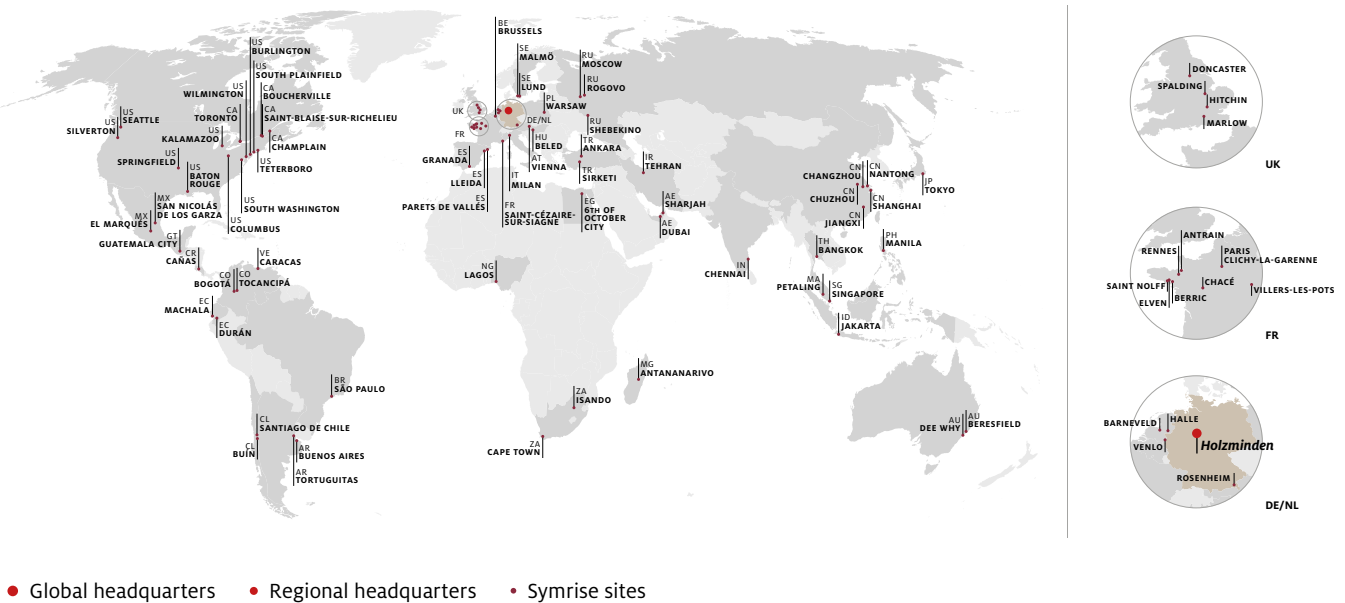 BE
BRUSSELS
US
BURLINGTON
SE
MALMÖ
RU
MOSCOW
US
SOUTH PLAINFIELD
US
WILMINGTON
CA
BOUCHERVILLE
SE
LUND
RU
ROGOVO
PL
WARSAW
CA
TORONTO
CA
SAINT-BLAISE-SUR-RICHELIEU
US
SEATTLE
US
SILVERTON
UK
DE/NL
RU
SHEBEKINO
US
KALAMAZOO
CA
CHAMPLAIN
FR
HU
BELED
TR
ANKARA
US
SPRINGFIELD
US
TETERBORO
ES
GRANADA
AT
VIENNA
IR
TEHRAN
US
BATON
ROUGE
ES
LLEIDA
IT
MILAN
TR
SIRKETI
CN
CHANGZHOU
CN
NANTONG
JP
TOKYO
CN
CHUZHOU
CN
SHANGHAI
MX
SAN NICOLÁS
DE LOS GARZA
US
SOUTH WASHINGTON
ES
PARETS DE VALLÉS
FR
SAINT-CÉZAIRE-
SUR-SIAGNE
EG
6TH OF
OCTOBER
CITY
AE
SHARJAH
AE
DUBAI
CN
JIANGXI
MX
EL MARQUÉS
US
COLUMBUS
GT
GUATEMALA CITY
PH
MANILA
TH
BANGKOK
CR
CAÑAS
VE
CARACAS
NG
LAGOS
IN
CHENNAI
CO
BOGOTÁ
CO
TOCANCIPÁ
MA
PETALING
SG
SINGAPORE
EC
MACHALA
EC
DURÁN
ID
JAKARTA
MG
ANTANANARIVO
BR
SÃO PAULO
ZA
ISANDO
CL
SANTIAGO DE CHILE
AU
DEE WHY
AU
BERESFIELD
CL
BUIN
AR
BUENOS AIRES
ZA
CAPE TOWN
AR
TORTUGUITAS
DONCASTER
SPALDING
HITCHIN
MARLOW
UK
ANTRAIN
RENNES
PARIS
CLICHY-LA-GARENNE
SAINT NOLFF
CHACÉ
VILLERS-LES-POTS
ELVEN
BERRIC
FR
BARNEVELD
HALLE
VENLO
Holzminden
ROSENHEIM
DE/NL
Global headquarters
Regional headquarters
Symrise sites